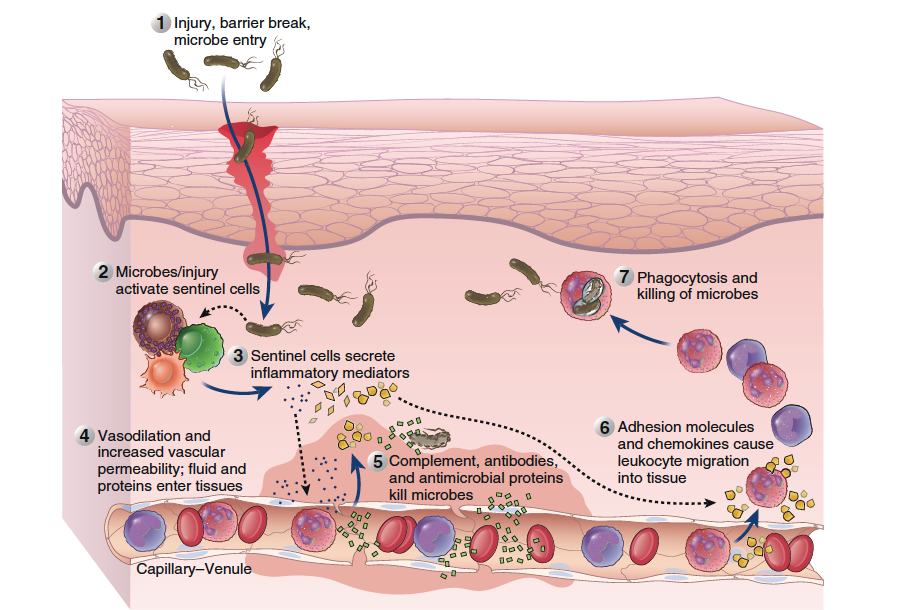 1 Injury, barrier break,
microbe entry
2 Microbes/injury
activate sentinel cells
3 Sentinel cells secrete
inflammatory mediators
4 Vasodilation and
increased vascular
permeability; fluid and
proteins enter tissues
5 Complement, antibodies,
and antimicrobial proteins
kill microbes
6 Adhesion molecules
and chemokines cause
leukocyte migration
into tissue
7 Phagocytosis and
killing of microbes
Capillary–Venule